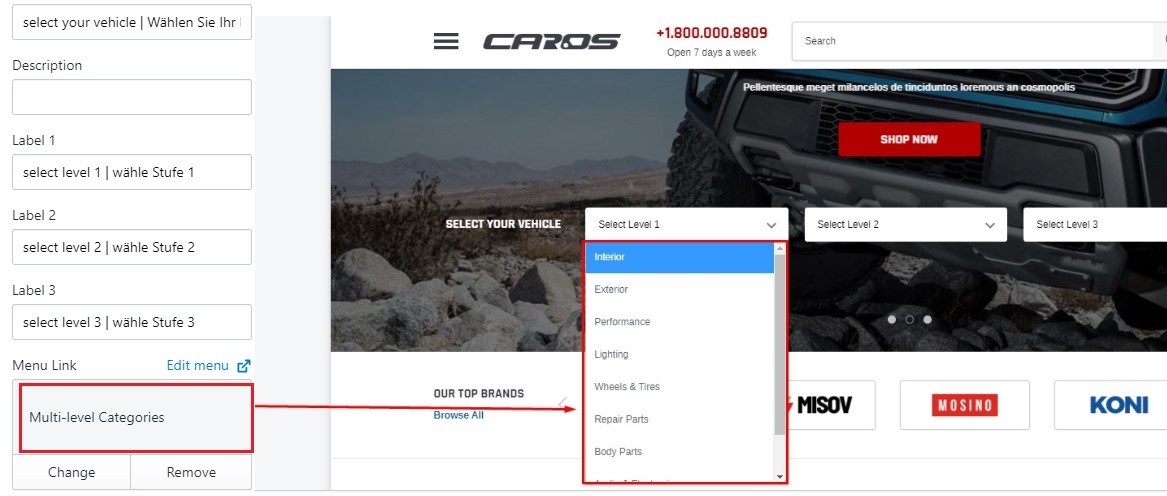 select your vehicle | Wählen Sie Ihr
Description
Label 1
select level 1 | wähle Stufe 1
Label 2
select level 2 | wähle Stufe 2
Label 3
select level 3 | wähle Stufe 3
Menu Link
Edit menu
Multi-level Categories
Change
Remove
CAROS
+1.800.000.8809
Open 7 days a week
Search
Pellentesque meget milancelos de tinciduntos loremous an cosmopolis
SHOP NOW
SELECT YOUR VEHICLE
Select Level 1
Select Level 2
Select Level 3
Interior
Exterior
Performance
Lighting
Wheels & Tires
Repair Parts
Body Parts
OUR TOP BRANDS
Browse All
MISOV
MOSINO
KONI